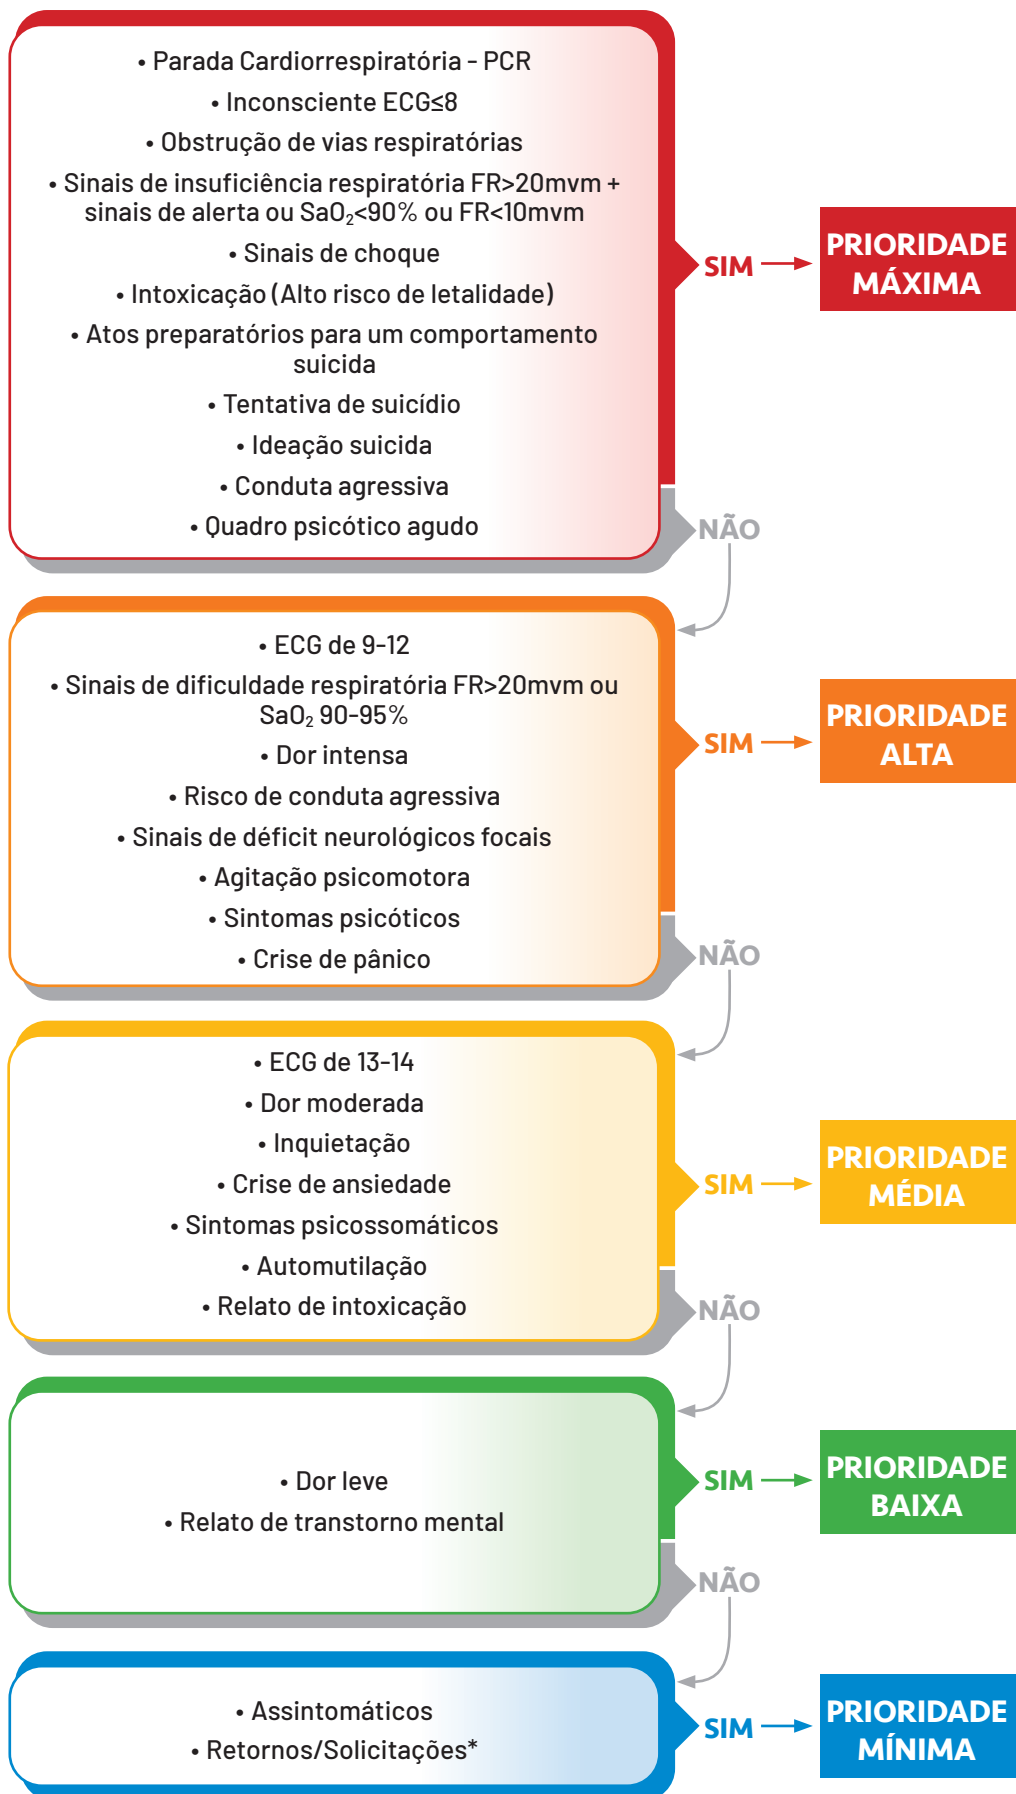 • Parada Cardiorrespiratória - PCR
• Inconsciente ECG≤8
• Obstrução de vias respiratórias
• Sinais de insuficiência respiratória FR>20mvm +
sinais de alerta ou SaO₂<90% ou FR<10mvm
• Sinais de choque
• Intoxicação (Alto risco de letalidade)
• Atos preparatórios para um comportamento
suicida
• Tentativa de suicídio
• Ideação suicida
• Conduta agressiva
• Quadro psicótico agudo
SIM
PRIORIDADE
MÁXIMA
NÃO
• ECG de 9-12
• Sinais de dificuldade respiratória FR>20mvm ou
SaO₂ 90-95%
• Dor intensa
• Risco de conduta agressiva
• Sinais de déficit neurológicos focais
• Agitação psicomotora
• Sintomas psicóticos
• Crise de pânico
SIM
PRIORIDADE
ALTA
NÃO
• ECG de 13-14
• Dor moderada
• Inquietação
• Crise de ansiedade
• Sintomas psicossomáticos
• Automutilação
• Relato de intoxicação
SIM
PRIORIDADE
MÉDIA
NÃO
• Dor leve
• Relato de transtorno mental
SIM
PRIORIDADE
BAIXA
NÃO
• Assintomáticos
• Retornos/Solicitações*
SIM
PRIORIDADE
MÍNIMA